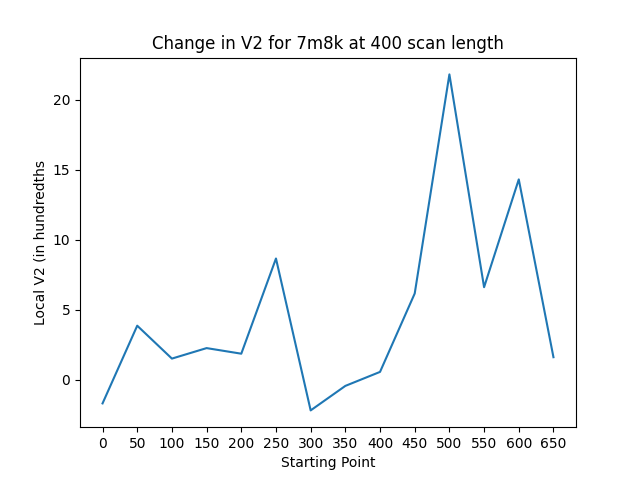 Change in V2 for 7m8k at 400 scan length
Local V2 (in hundredths
20
15
10
5
0
0 50 100 150 200 250 300 350 400 450 500 550 600 650
Starting Point